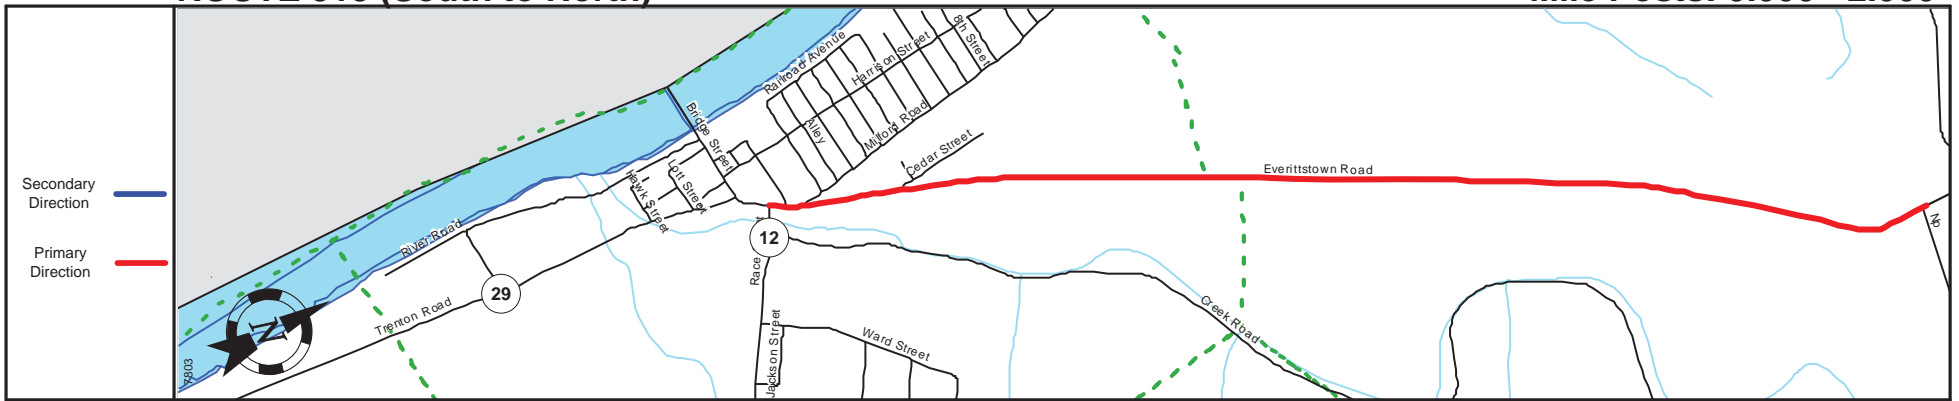 Secondary
Direction
Primary
Direction
8th Street
Railroad Avenue
Harrison Street
Bridge Street
Alley
Milford Road
Cedar Street
Everittstown Road
Hawk Street
Lott Street
River Road
12
Race
29
Trenton Road
Creek Road
Ward Street
Jackson Street
N
7803